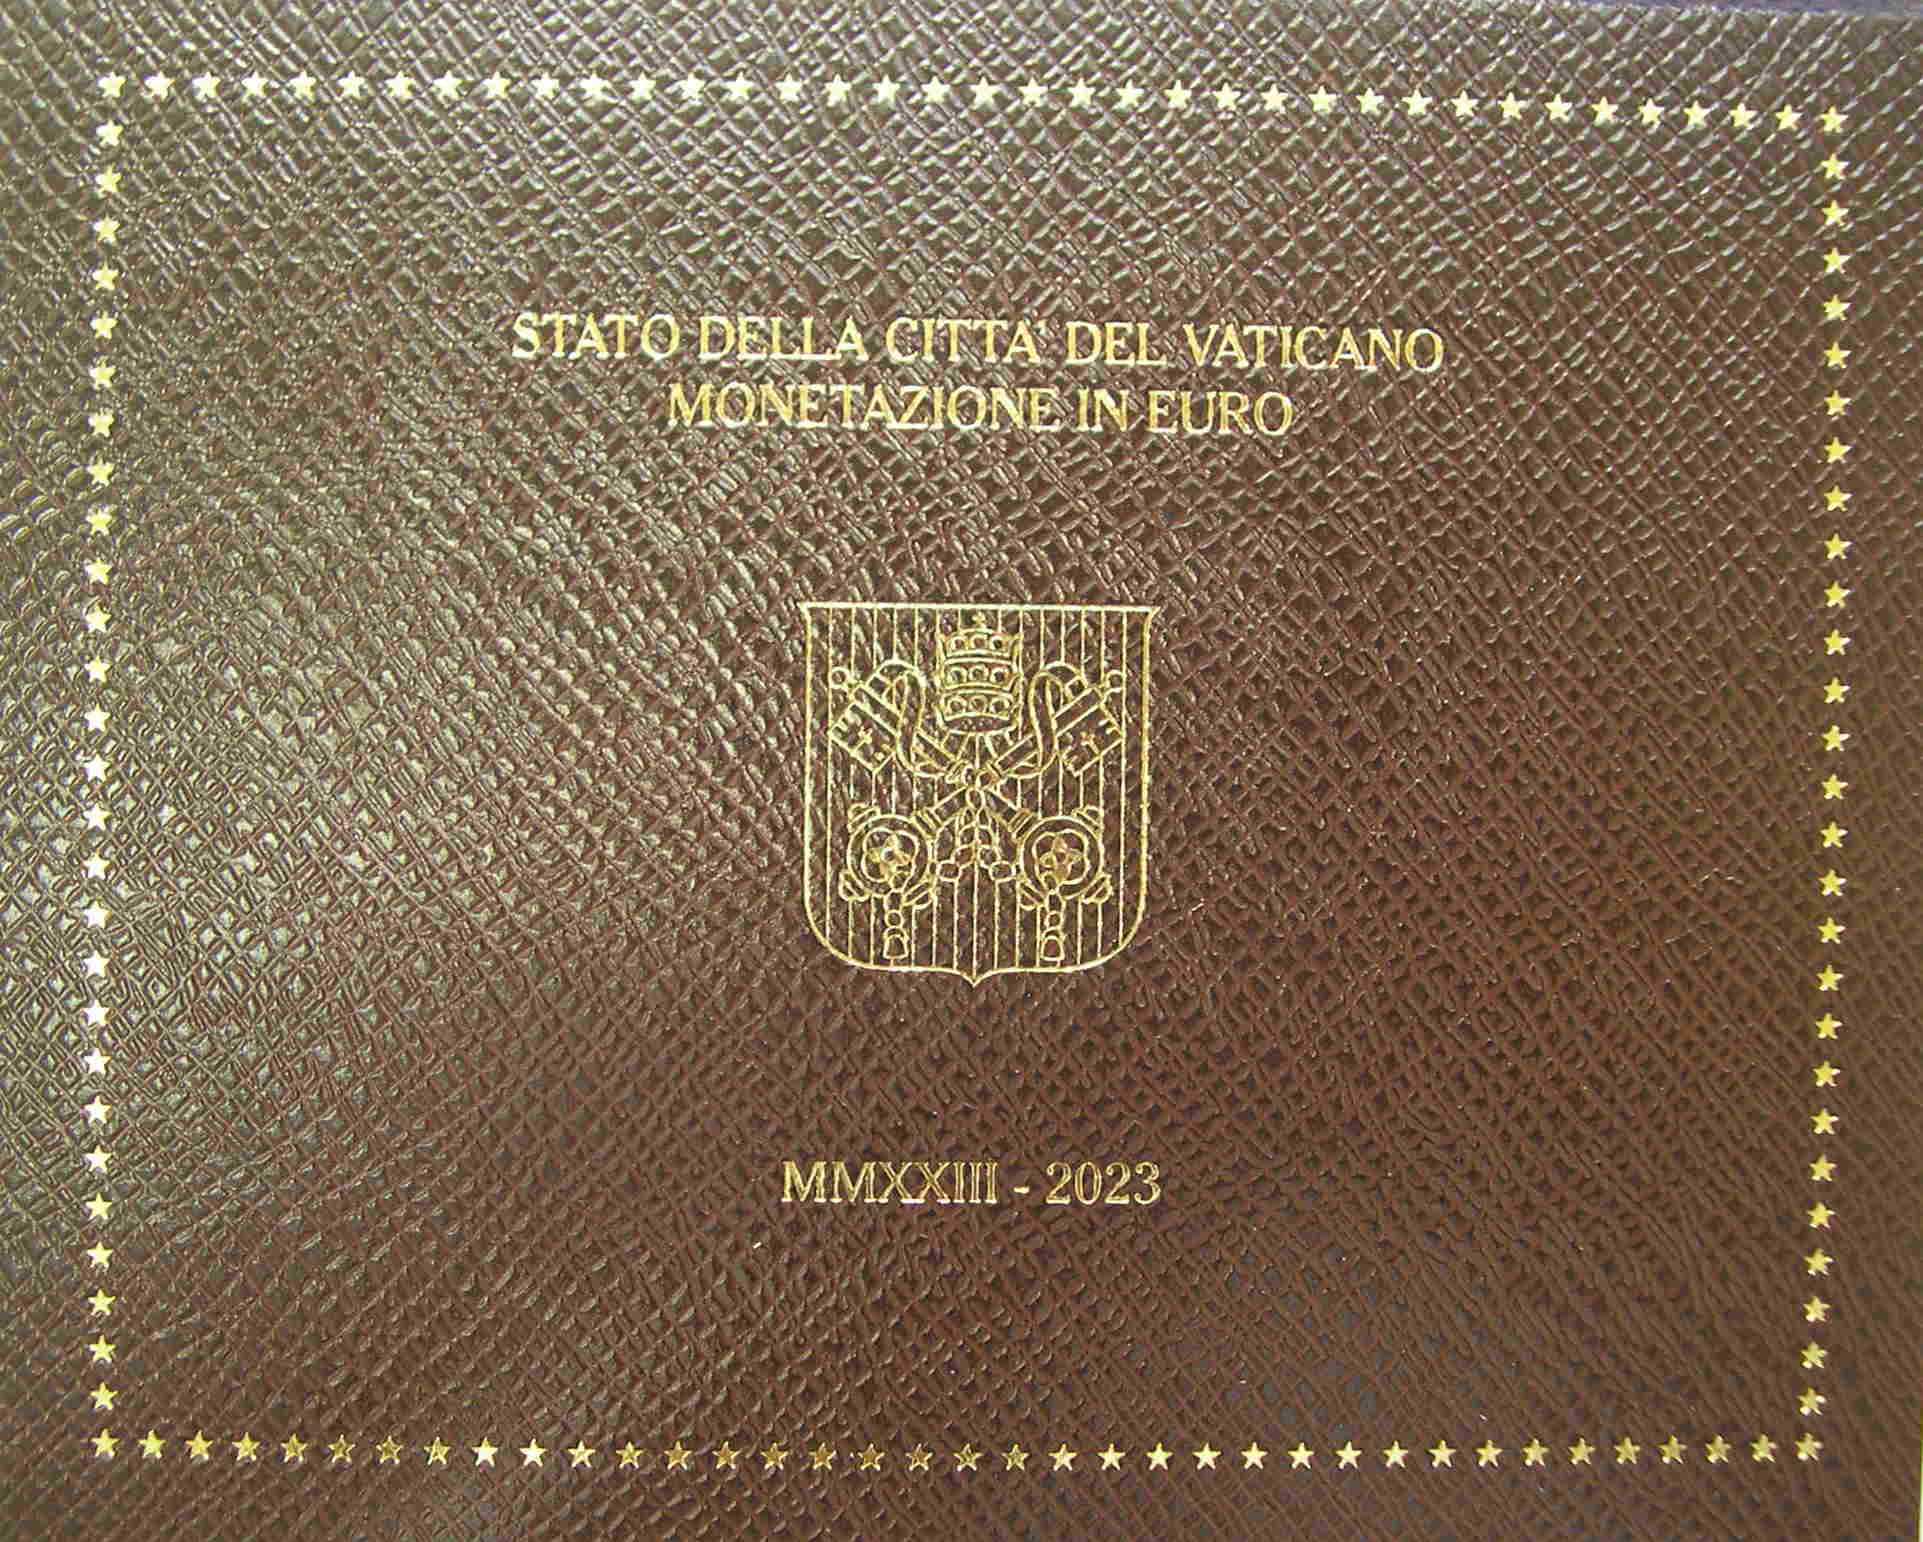 STATO DELLA CITTA' DEL VATICANO
MONETAZIONE IN EURO
MMXXIII - 2023